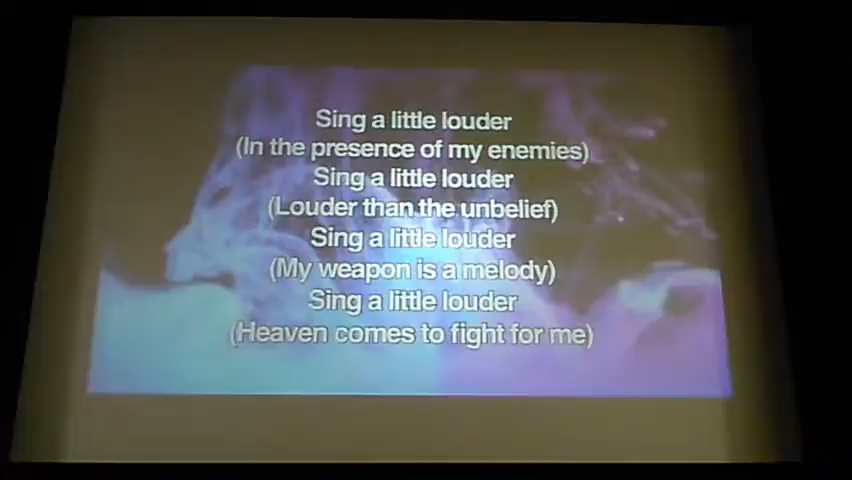 Sing a little louder
(In the presence of my enemies)
Sing a little louder
(Louder than the unbelief)
Sing a little louder
(My weapon is a melody)
Sing a little louder
(Heaven comes to fight for me)